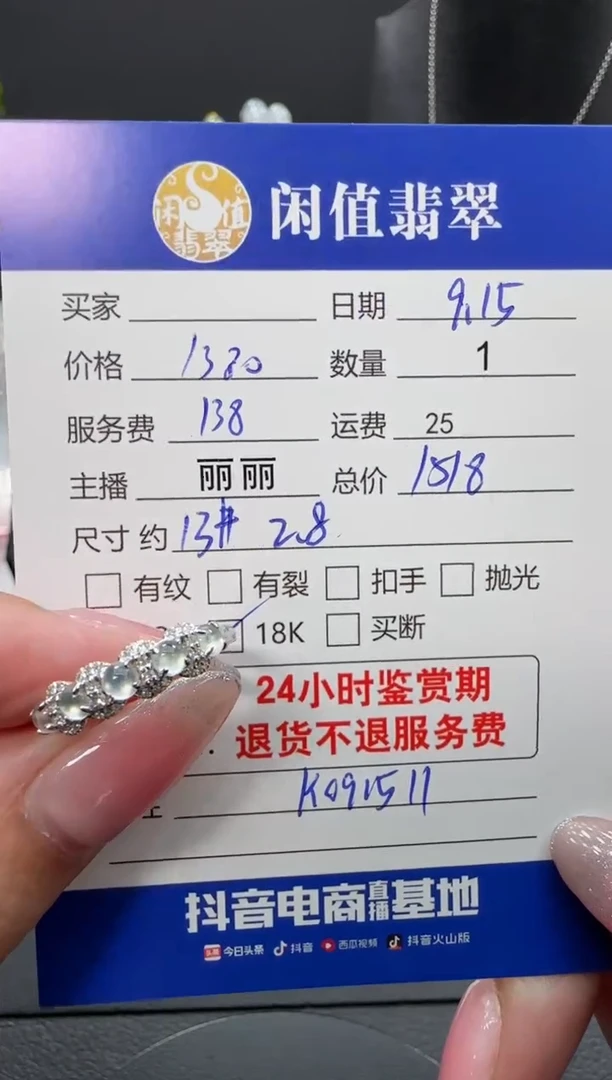 闲值
翡翠
闲值翡翠
买家 日期 9.15
价格 1380 数量 1
服务费 138 运费 25
主播 丽丽 总价 1518
尺寸 约 13# 2.8
有纹 有裂 扣手 抛光
18K 买断
24小时鉴赏期
退货不退服务费
K091511
抖音电商直播基地
头条 今日头条 抖音 西瓜视频 抖音火山版